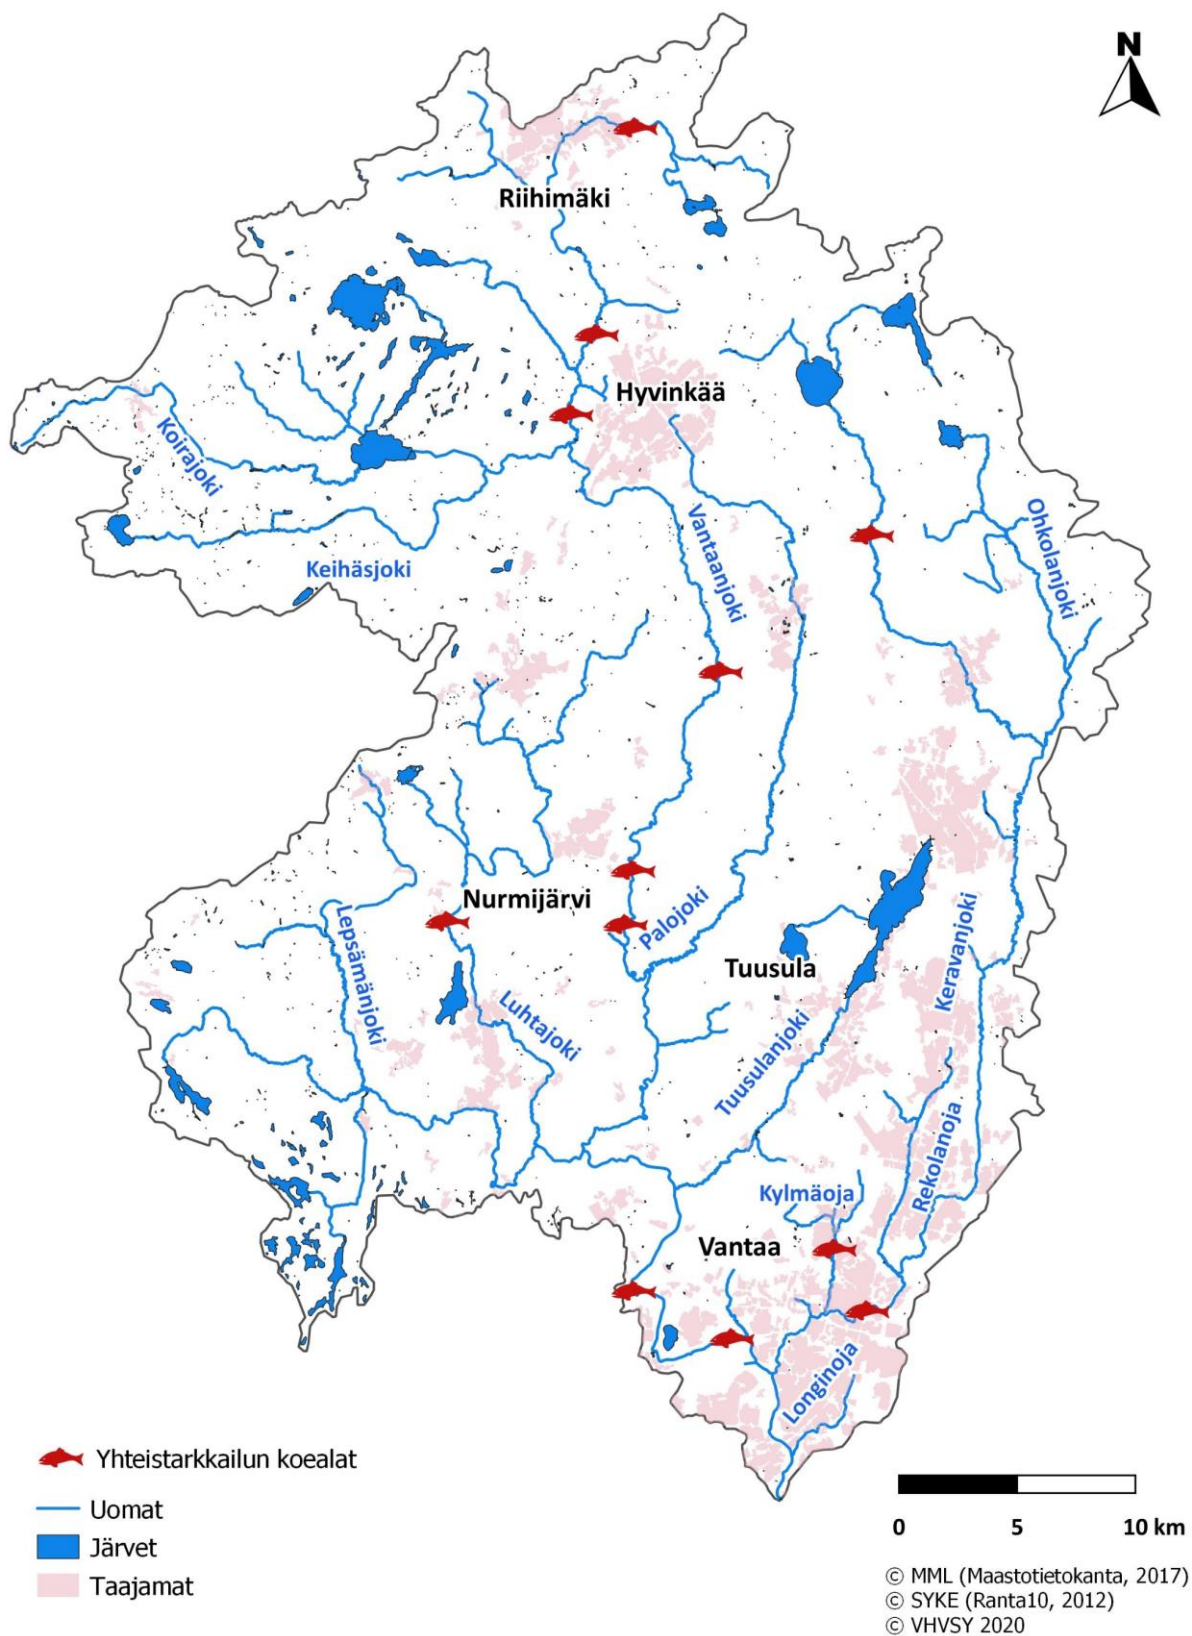 N
Riihimäki
Hyvinkää
Koirajoki
Vantaanjoki
Ohkolanjoki
Keihäsjoki
Nurmijärvi
Palojoki
Lepsämänjoki
Keravanjoki
Tuusula
Luhtajoki
Tuusulanjoki
Rekolanoja
Kylmäoja
Vantaa
Longinoja
Yhteistarkkailun koealat
Uomat
Järvet
Taajamat
0 5 10 km
© MML (Maastotietokanta, 2017)
© SYKE (Ranta10, 2012)
© VHVSY 2020